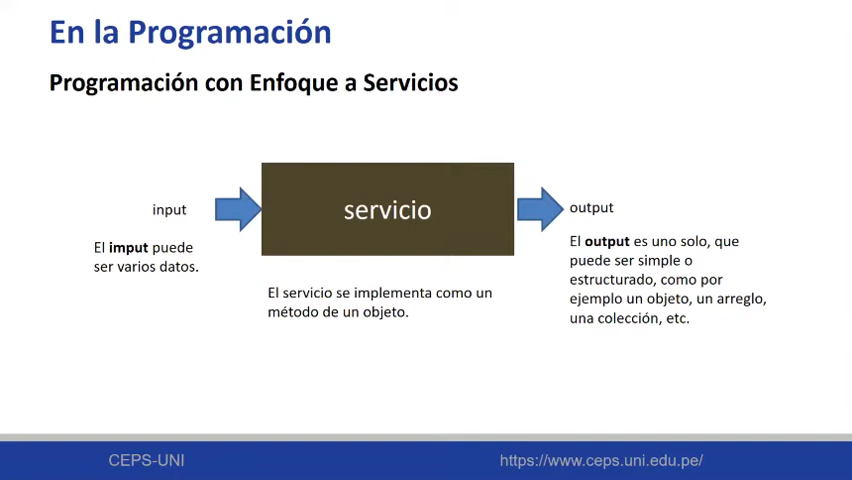 En la Programación
Programación con Enfoque a Servicios
input
servicio
output
El imput puede
ser varios datos.
El servicio se implementa como un
método de un objeto.
El output es uno solo, que
puede ser simple o
estructurado, como por
ejemplo un objeto, un arreglo,
una colección, etc.
CEPS-UNI
https://www.ceps.uni.edu.pe/